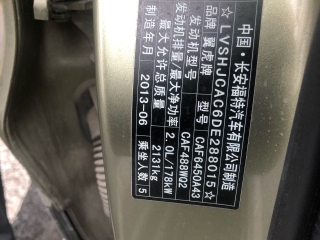 中国·长安福特汽车有限公司制造
☆LVSHJCAC6DE288015☆
品牌 翼虎牌 型号 CAF6450A43
发动机型号 CAF488WQ2
发动机排量、最大净功率 2.0L/178kW
最大允许总质量 2131kg
制造年月 2013-06 乘坐人数 5